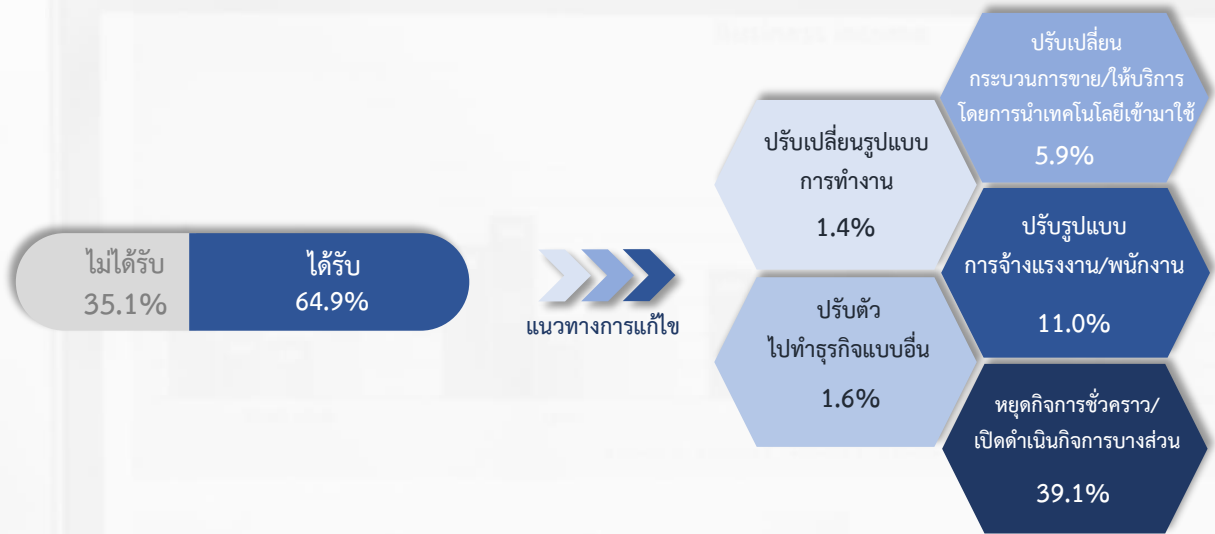 ไม่ได้รับ
35.1%
ได้รับ
64.9%
แนวทางการแก้ไข
ปรับเปลี่ยนรูปแบบ
การทำงาน
1.4%
ปรับตัว
ไปทำธุรกิจแบบอื่น
1.6%
ปรับเปลี่ยน
กระบวนการขาย/ให้บริการ
โดยการนำเทคโนโลยีเข้ามาใช้
5.9%
ปรับรูปแบบ
การจ้างแรงงาน/พนักงาน
11.0%
หยุดกิจการชั่วคราว/
เปิดดำเนินกิจการบางส่วน
39.1%